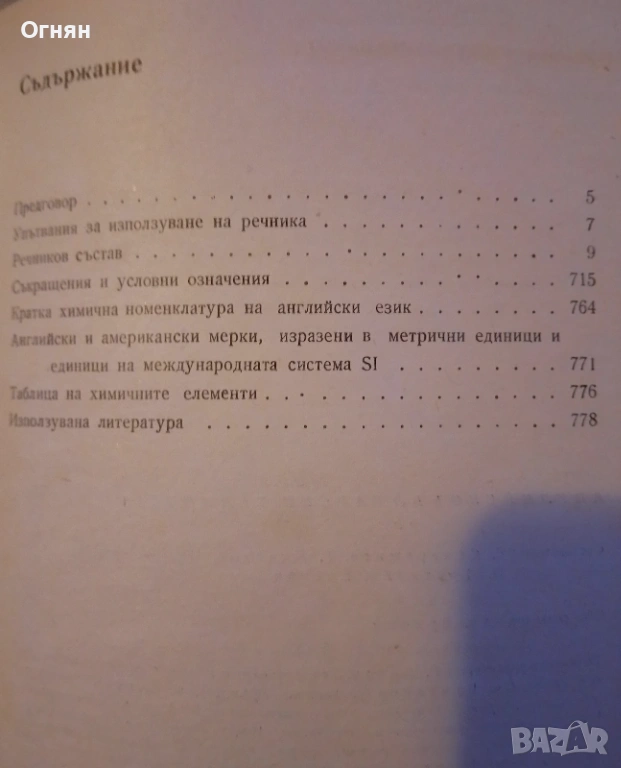 Огнян
Съдържание
Предговор . . . . . . . . . . . . . . . . . . . . 5
Упътвания за използуване на речника . . . . . . . . . . . 7
Речников състав . . . . . . . . . . . . . . . . . . 9
Съкращения и условни означения . . . . . . . . . . . . 715
Кратка химична номенклатура на английски език . . . . . . . 764
Английски и американски мерки, изразени в метрични единици и
единици на международната система SI . . . . . . . . 771
Таблица на химичните елементи . . . . . . . . . . . . . 776
Използувана литература . . . . . . . . . . . . . . . 778
BAZAR